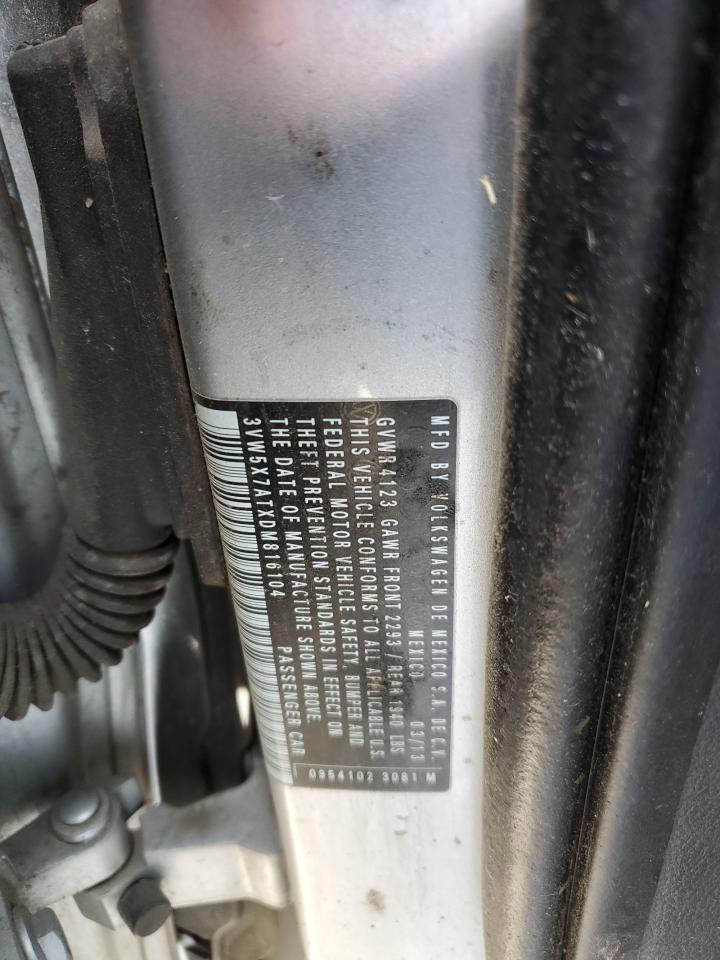 MFD BY VOLKSWAGEN DE MEXICO S.A. DE C.V.
MEXICO 03/13
GVWR 4123 GAWR FRONT 2293 / REAR 1940 LBS
THIS VEHICLE CONFORMS TO ALL APPLICABLE U.S.
FEDERAL MOTOR VEHICLE SAFETY, BUMPER AND
THEFT PREVENTION STANDARDS IN EFFECT ON
THE DATE OF MANUFACTURE SHOWN ABOVE.
3VW5X7ATXDM816104 PASSENGER CAR
0954102 3081 M